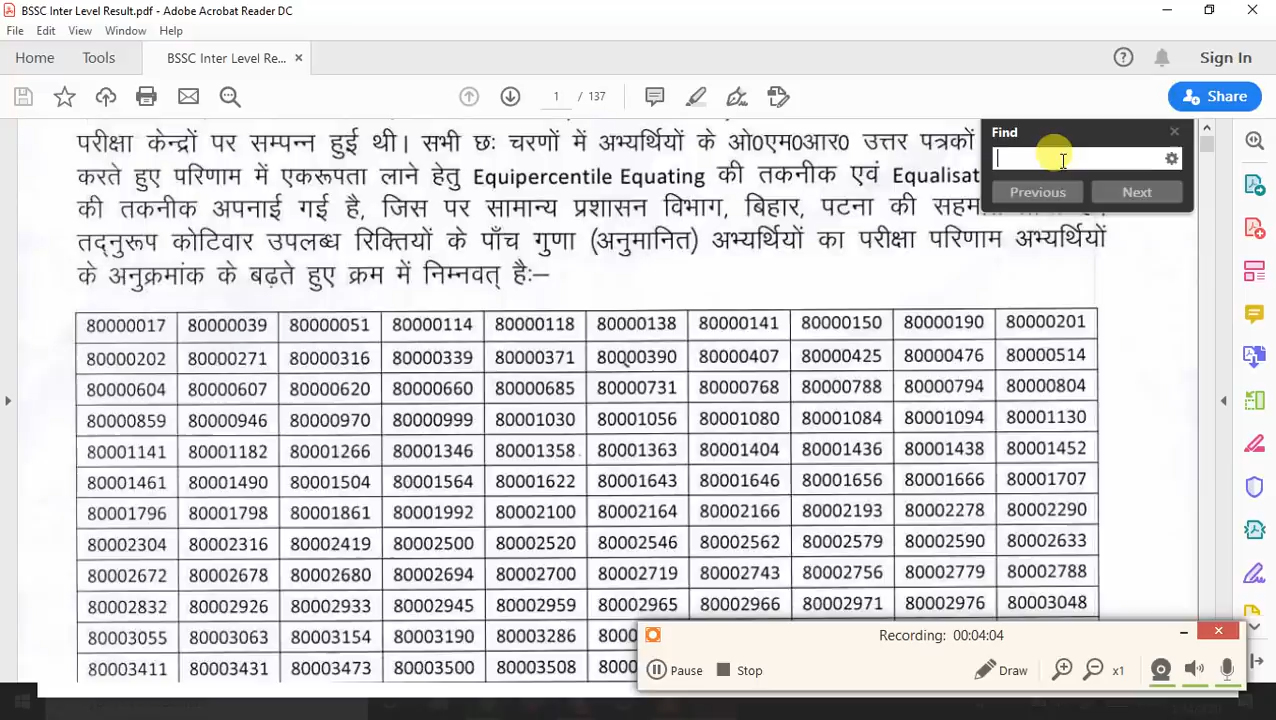 BSSC Inter Level Result.pdf - Adobe Acrobat Reader DC
File Edit View Window Help
Home Tools BSSC Inter Level Re... × Sign In
1 / 137 Share
परीक्षा केन्द्रों पर सम्पन्न हुई थी। सभी छः चरणों में अभ्यर्थियों के ओ0एम0आर0 उत्तर पत्रकों
करते हुए परिणाम में एकरूपता लाने हेतु Equipercentile Equating की तकनीक एवं
की तकनीक अपनाई गई है, जिस पर सामान्य प्रशासन विभाग, बिहार, पटना की
तद्नुरूप कोटिवार उपलब्ध रिक्तियों के पाँच गुणा (अनुमानित) अभ्यर्थियों का परीक्षा परिणाम अभ्यर्थियों
के अनुक्रमांक के बढ़ते हुए क्रम में निम्नवत् है:–
Find
Previous Next
80000017 80000039 80000051 80000114 80000118 80000138 80000141 80000150 80000190 80000201
80000202 80000271 80000316 80000339 80000371 80000390 80000407 80000425 80000476 80000514
80000604 80000607 80000620 80000660 80000685 80000731 80000768 80000788 80000794 80000804
80000859 80000946 80000970 80000999 80001030 80001056 80001080 80001084 80001094 80001130
80001141 80001182 80001266 80001346 80001358 80001363 80001404 80001436 80001438 80001452
80001461 80001490 80001504 80001564 80001622 80001643 80001646 80001656 80001666 80001707
80001796 80001798 80001861 80001992 80002100 80002164 80002166 80002193 80002278 80002290
80002304 80002316 80002419 80002500 80002520 80002546 80002562 80002579 80002590 80002633
80002672 80002678 80002680 80002694 80002700 80002719 80002743 80002756 80002779 80002788
80002832 80002926 80002933 80002945 80002959 80002965 80002966 80002971 80002976 80003048
80003055 80003063 80003154 80003190 80003286
80003411 80003431 80003473 80003500 80003508
Recording: 00:04:04
Pause Stop Draw x1